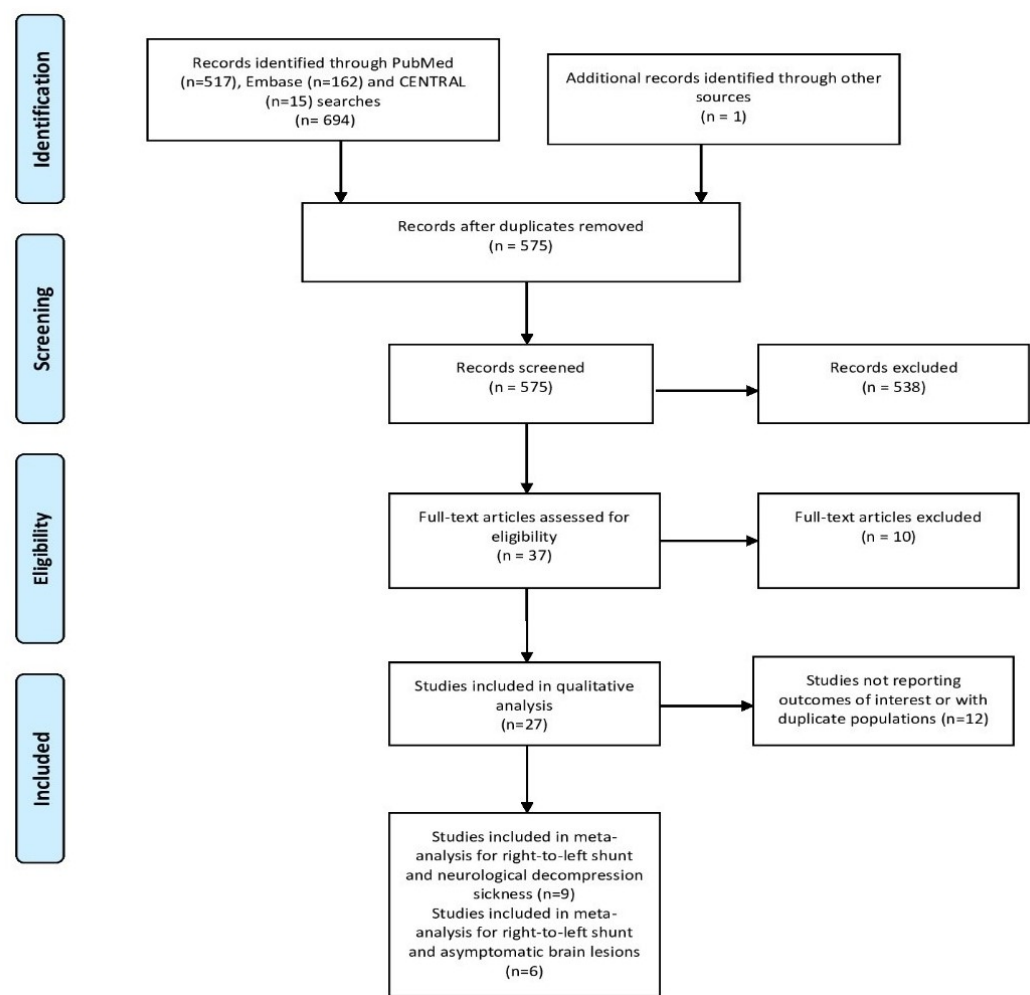 Identification
Records identified through PubMed
(n=517), Embase (n=162) and CENTRAL
(n=15) searches
(n= 694)
Additional records identified through other
sources
(n = 1)
Records after duplicates removed
(n = 575)
Screening
Records screened
(n = 575)
Records excluded
(n = 538)
Eligibility
Full-text articles assessed for
eligibility
(n = 37)
Full-text articles excluded
(n = 10)
Included
Studies included in qualitative
analysis
(n=27)
Studies not reporting
outcomes of interest or with
duplicate populations (n=12)
Studies included in meta-
analysis for right-to-left shunt
and neurological decompression
sickness (n=9)
Studies included in meta-
analysis for right-to-left shunt
and asymptomatic brain lesions
(n=6)